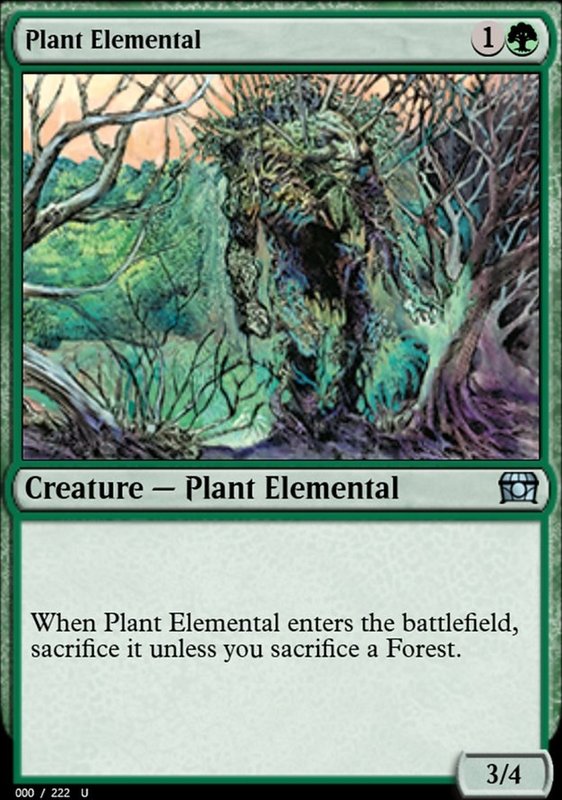 Plant Elemental 1
Creature — Plant Elemental
When Plant Elemental enters the battlefield,
sacrifice it unless you sacrifice a Forest.
3/4
000 / 222 U